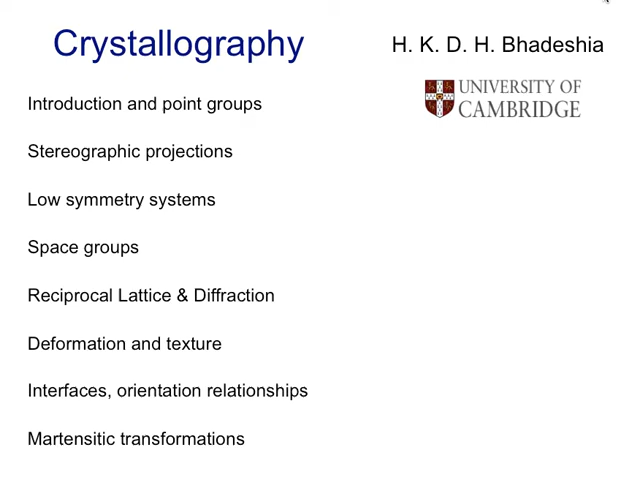 Crystallography
H. K. D. H. Bhadeshia
UNIVERSITY OF
CAMBRIDGE
Introduction and point groups
Stereographic projections
Low symmetry systems
Space groups
Reciprocal Lattice & Diffraction
Deformation and texture
Interfaces, orientation relationships
Martensitic transformations